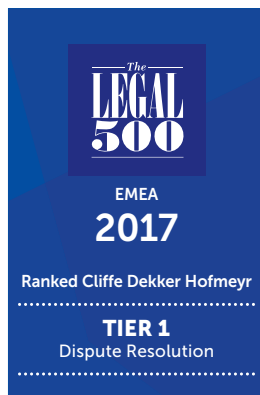 The
LEGAL
500
EMEA
2017
Ranked Cliffe Dekker Hofmeyr
TIER 1
Dispute Resolution